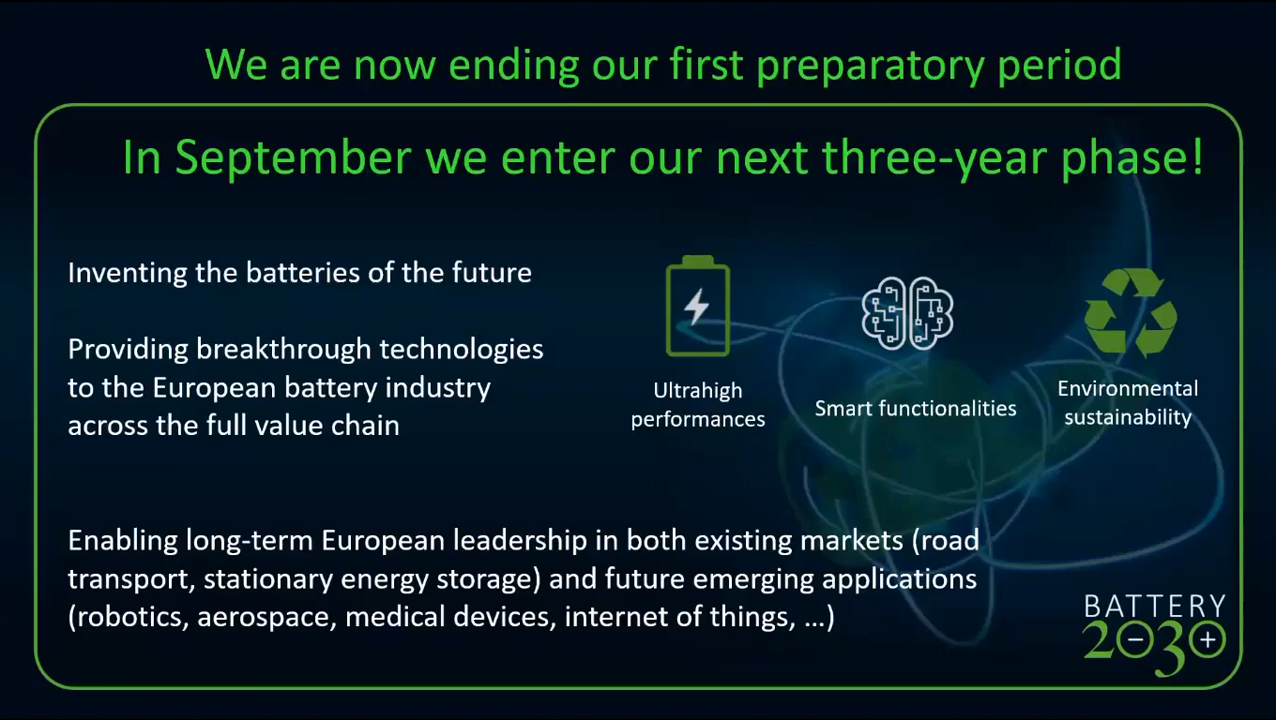 We are now ending our first preparatory period
In September we enter our next three-year phase!
Inventing the batteries of the future
Providing breakthrough technologies
to the European battery industry
across the full value chain
Ultrahigh
performances
Smart functionalities
Environmental
sustainability
Enabling long-term European leadership in both existing markets (road
transport, stationary energy storage) and future emerging applications
(robotics, aerospace, medical devices, internet of things, …)
BATTERY
2030